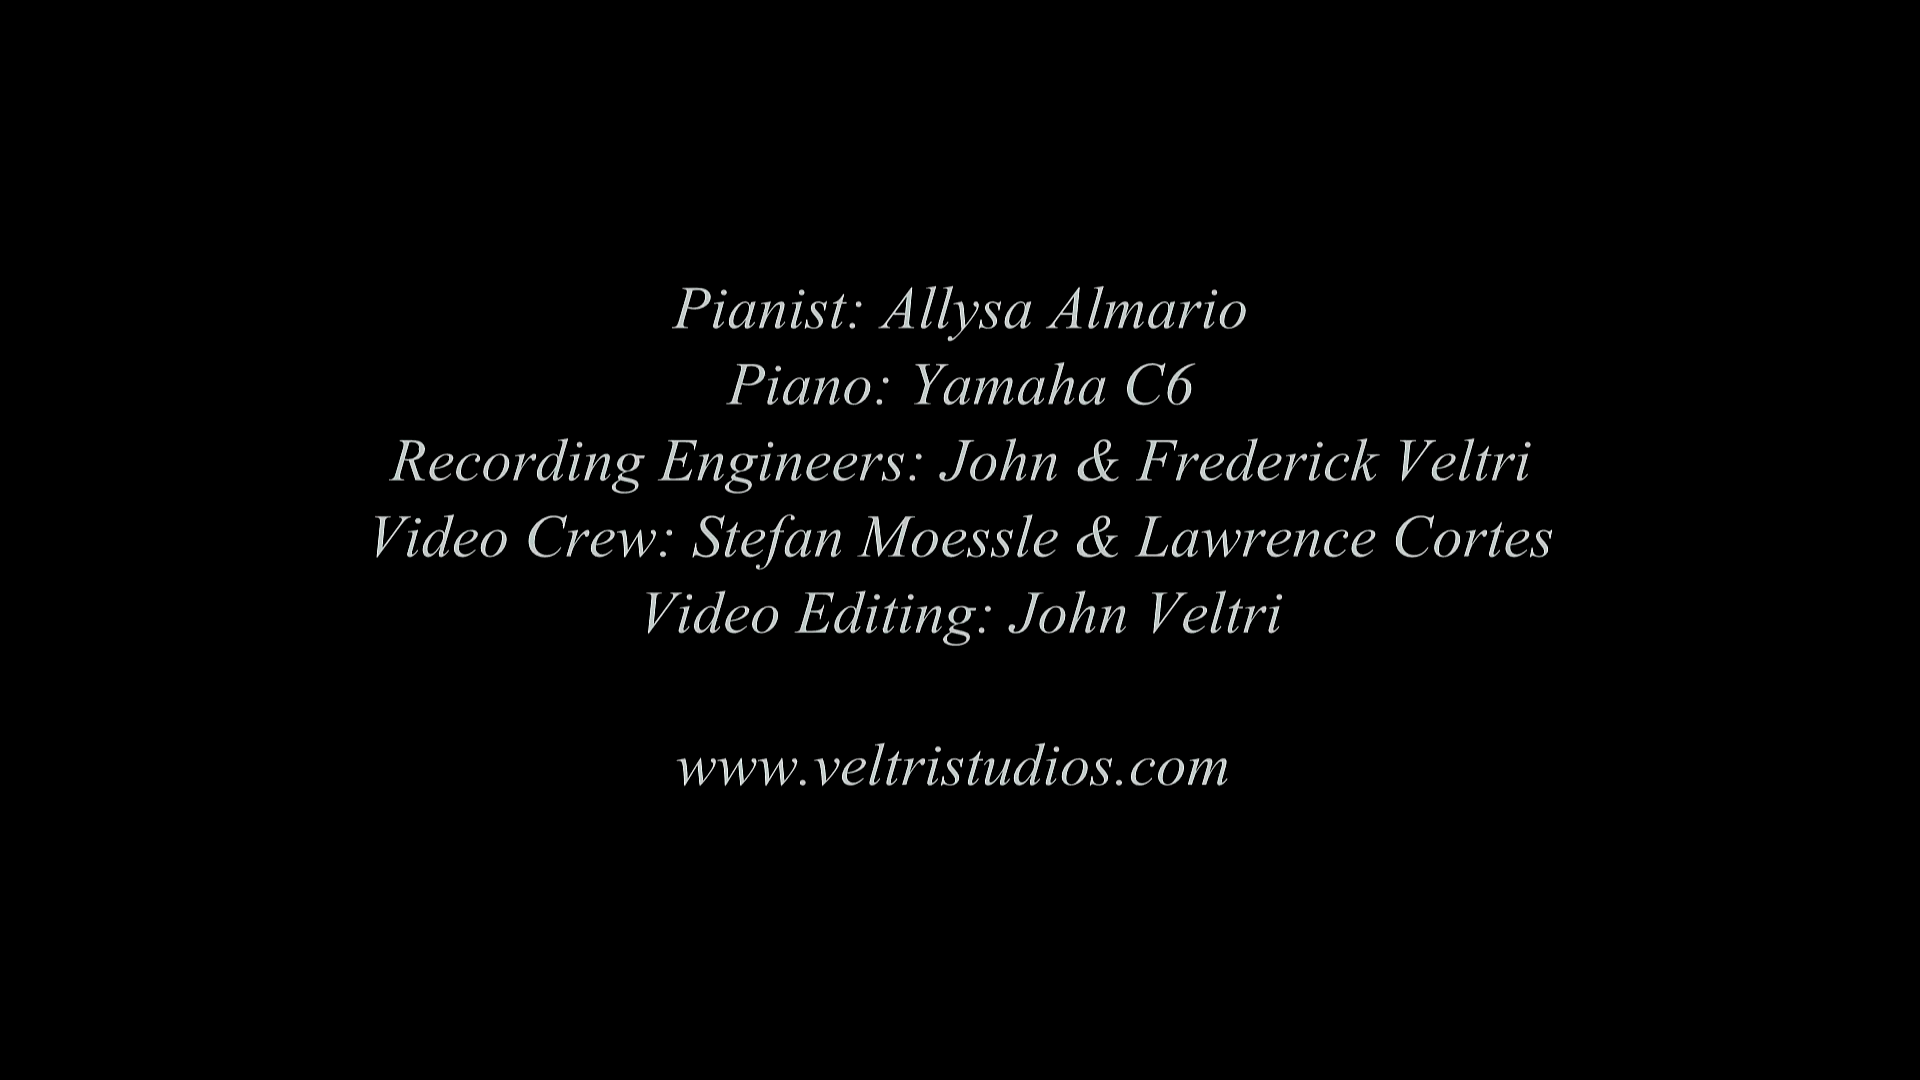 Pianist: Allysa Almario
Piano: Yamaha C6
Recording Engineers: John & Frederick Veltri
Video Crew: Stefan Moessle & Lawrence Cortes
Video Editing: John Veltri
www.veltristudios.com